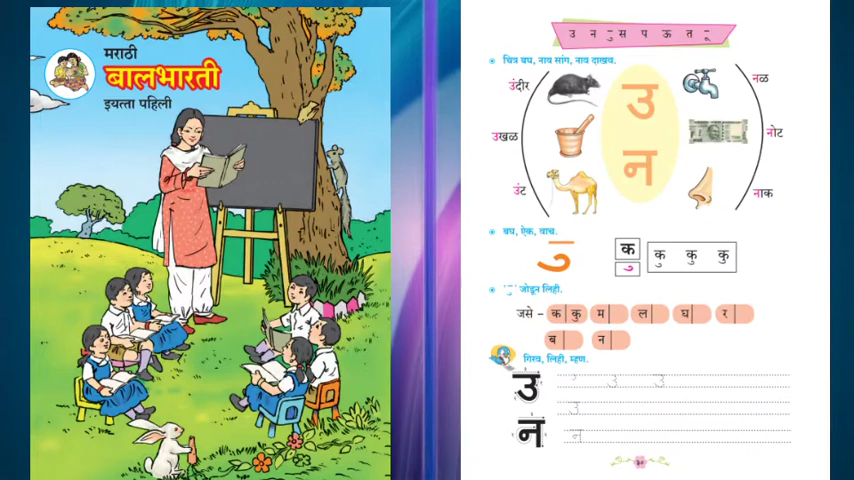 मराठी
बालभारती
इयत्ता पहिली
उ न ु स प ऊ त ू
चित्र बघ, नाव सांग, नाव दाखव.
उंदीर
उखळ
उंट
उ
न
नळ
नोट
नाक
बघ, ऐक, वाच.
ु
क
ु
कु कु कु
ु जोडून लिही.
जसे – क कु म ल घ र
ब न
गिरव, लिही, म्हण.
उ
उ उ
उ
न
न